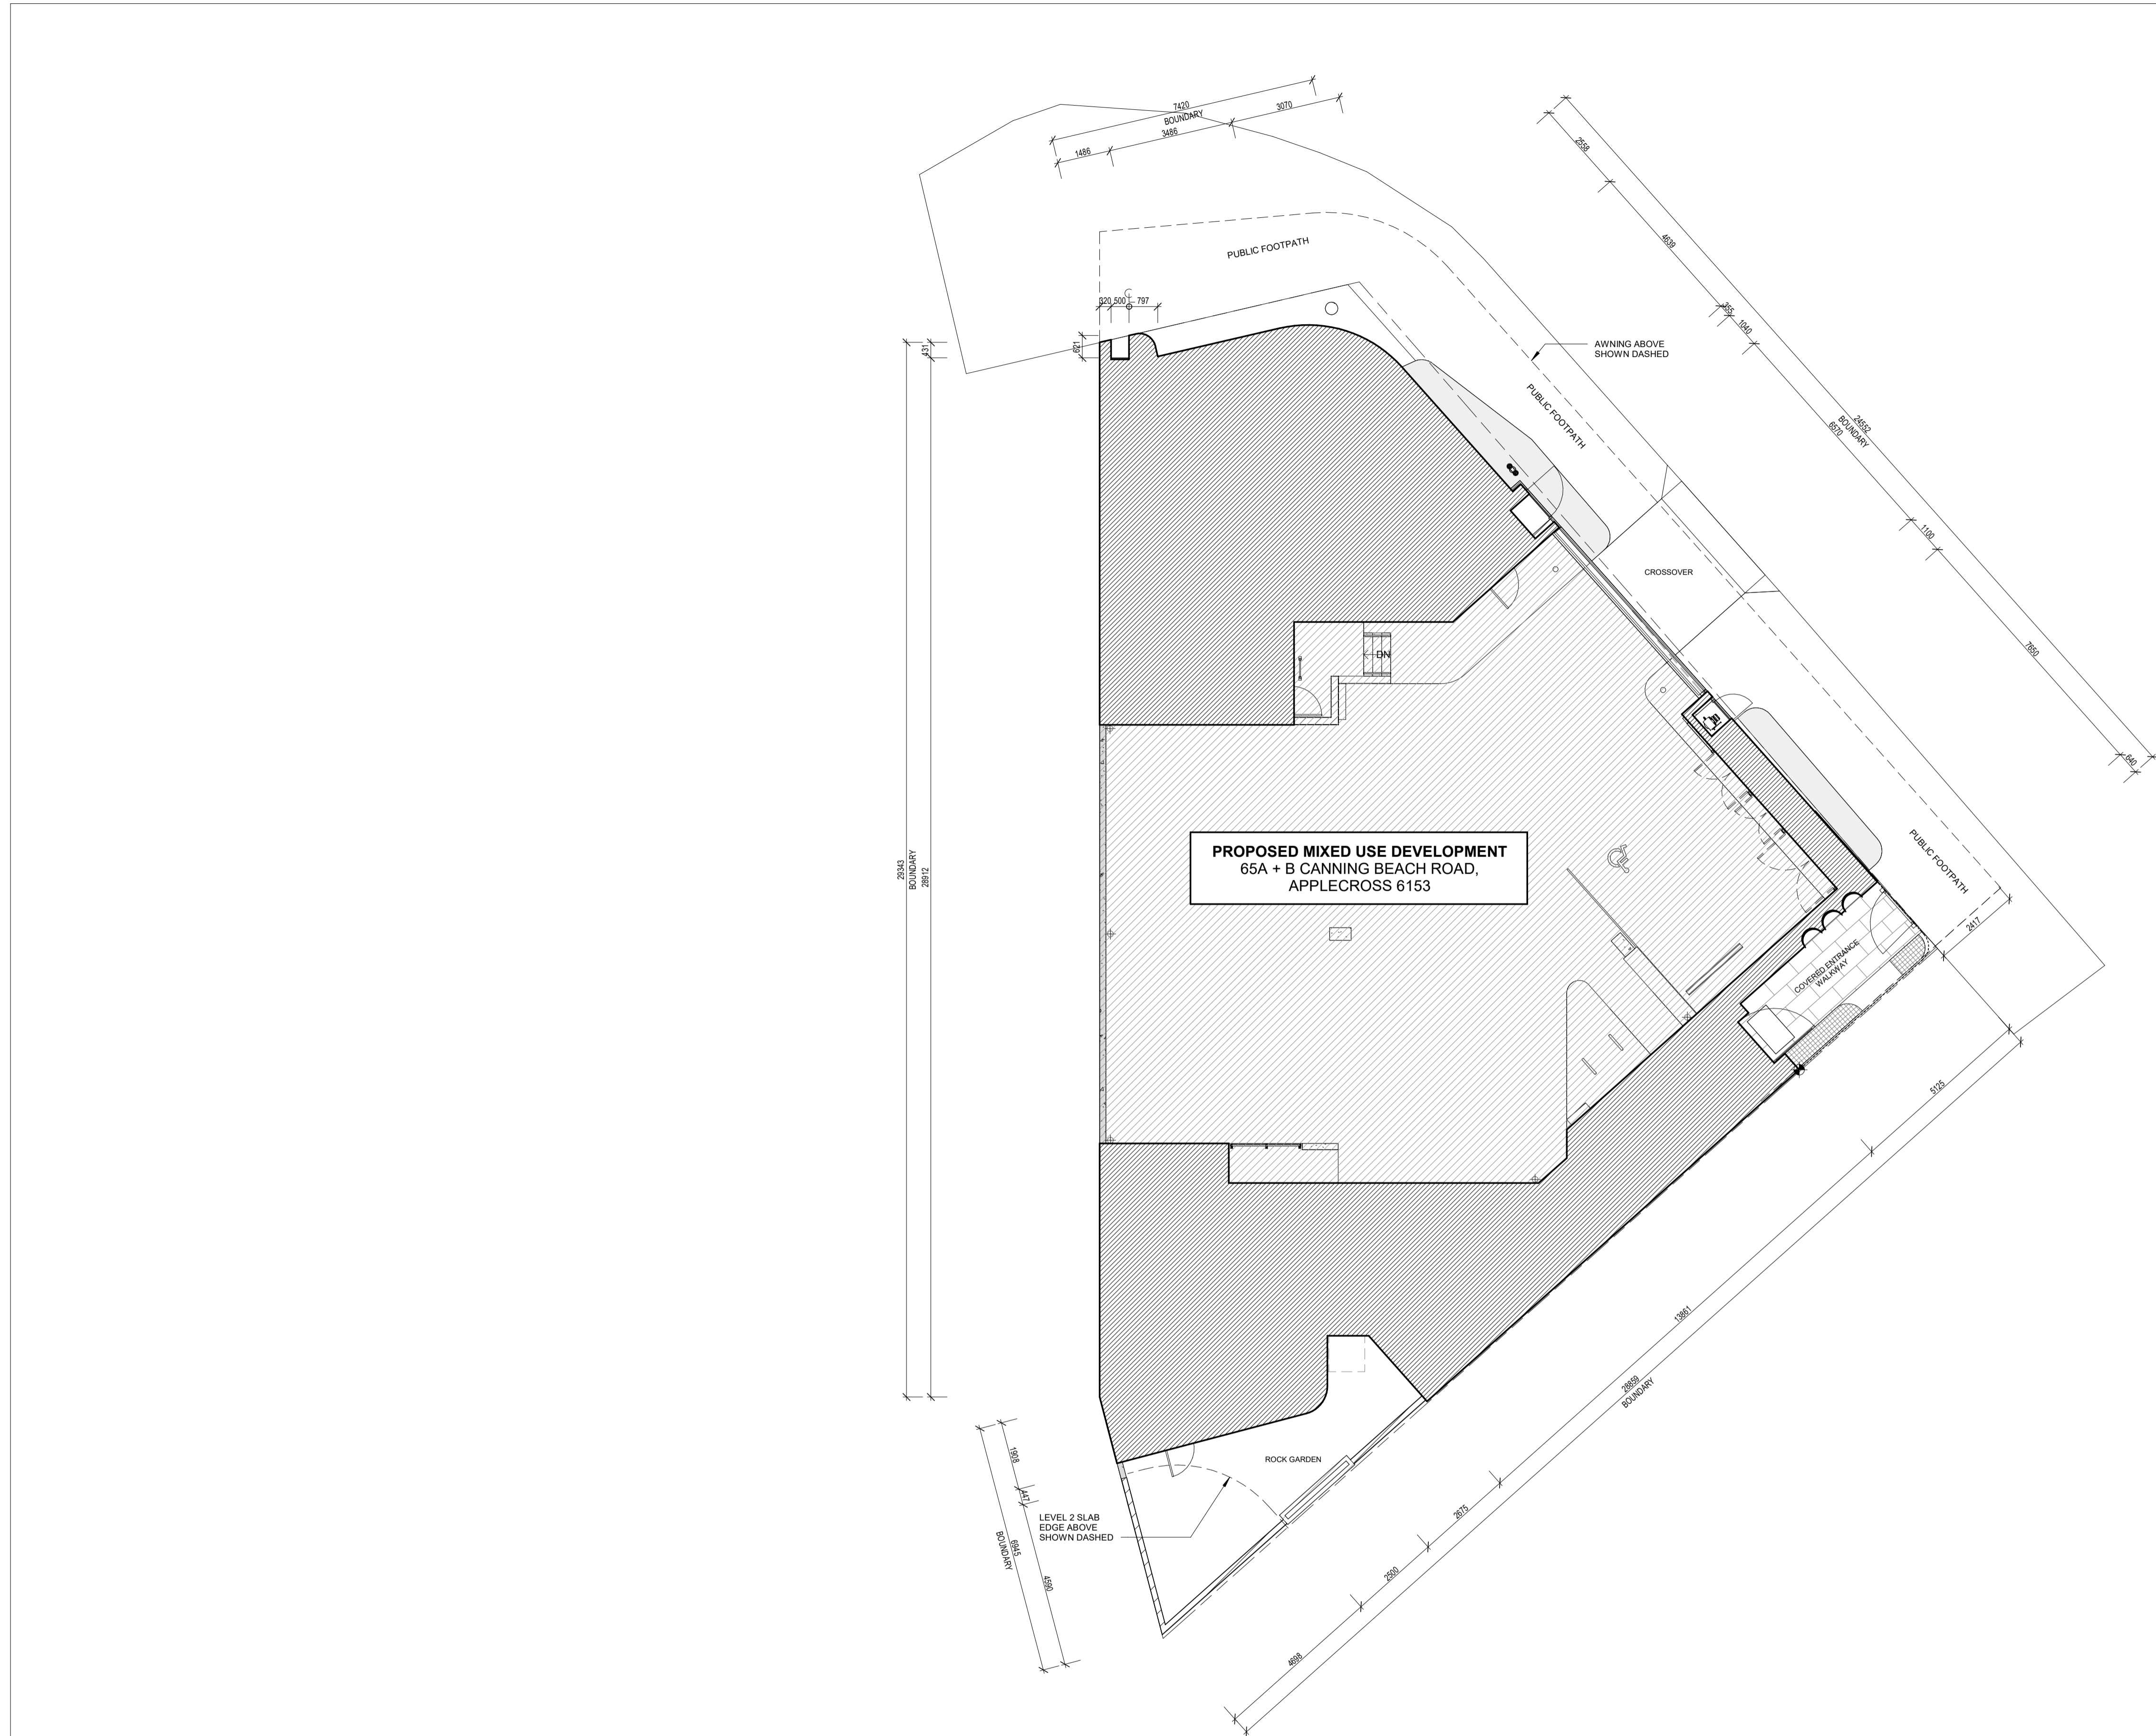 7420
BOUNDARY
3070
3486
1486
2558
4639
355
1040
24552
BOUNDARY
6570
1100
7650
640
PUBLIC FOOTPATH
320 500 797
621
431
AWNING ABOVE
SHOWN DASHED
PUBLIC FOOTPATH
CROSSOVER
DN
29343
BOUNDARY
28912
PROPOSED MIXED USE DEVELOPMENT
65A + B CANNING BEACH ROAD,
APPLECROSS 6153
PUBLIC FOOTPATH
2417
COVERED ENTRANCE
WALKWAY
5125
13861
28859
BOUNDARY
2675
2500
4698
ROCK GARDEN
LEVEL 2 SLAB
EDGE ABOVE
SHOWN DASHED
1908
447
6945
BOUNDARY
4590